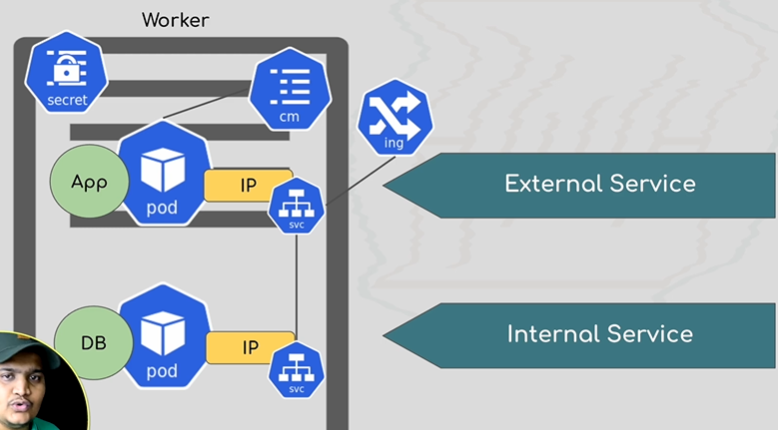 Worker
secret
cm
ing
App
pod
IP
svc
External Service
DB
pod
IP
svc
Internal Service